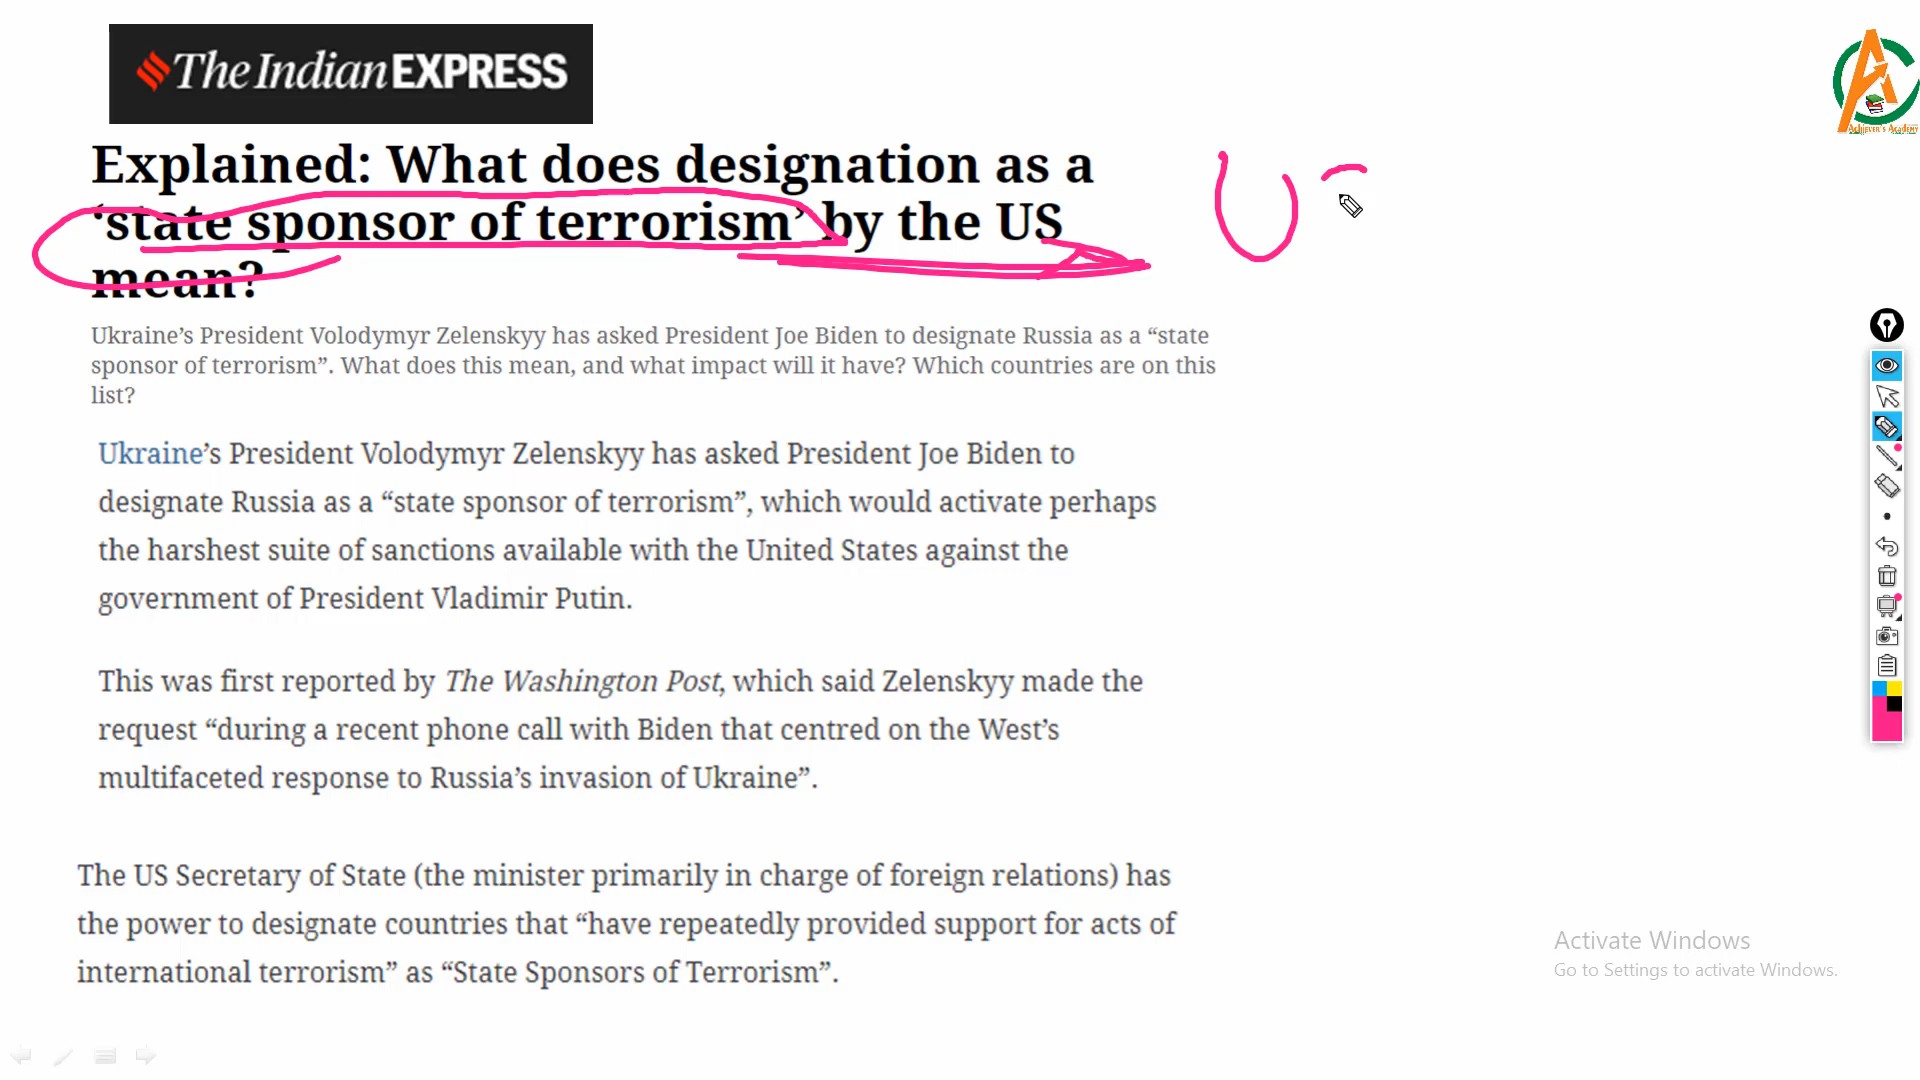 The Indian EXPRESS
Explained: What does designation as a
‘state sponsor of terrorism’ by the US
mean?
Ukraine’s President Volodymyr Zelenskyy has asked President Joe Biden to designate Russia as a “state
sponsor of terrorism”. What does this mean, and what impact will it have? Which countries are on this
list?
Ukraine’s President Volodymyr Zelenskyy has asked President Joe Biden to
designate Russia as a “state sponsor of terrorism”, which would activate perhaps
the harshest suite of sanctions available with the United States against the
government of President Vladimir Putin.
This was first reported by The Washington Post, which said Zelenskyy made the
request “during a recent phone call with Biden that centred on the West’s
multifaceted response to Russia’s invasion of Ukraine”.
The US Secretary of State (the minister primarily in charge of foreign relations) has
the power to designate countries that “have repeatedly provided support for acts of
international terrorism” as “State Sponsors of Terrorism”.
U
Achiever's Academy
Activate Windows
Go to Settings to activate Windows.